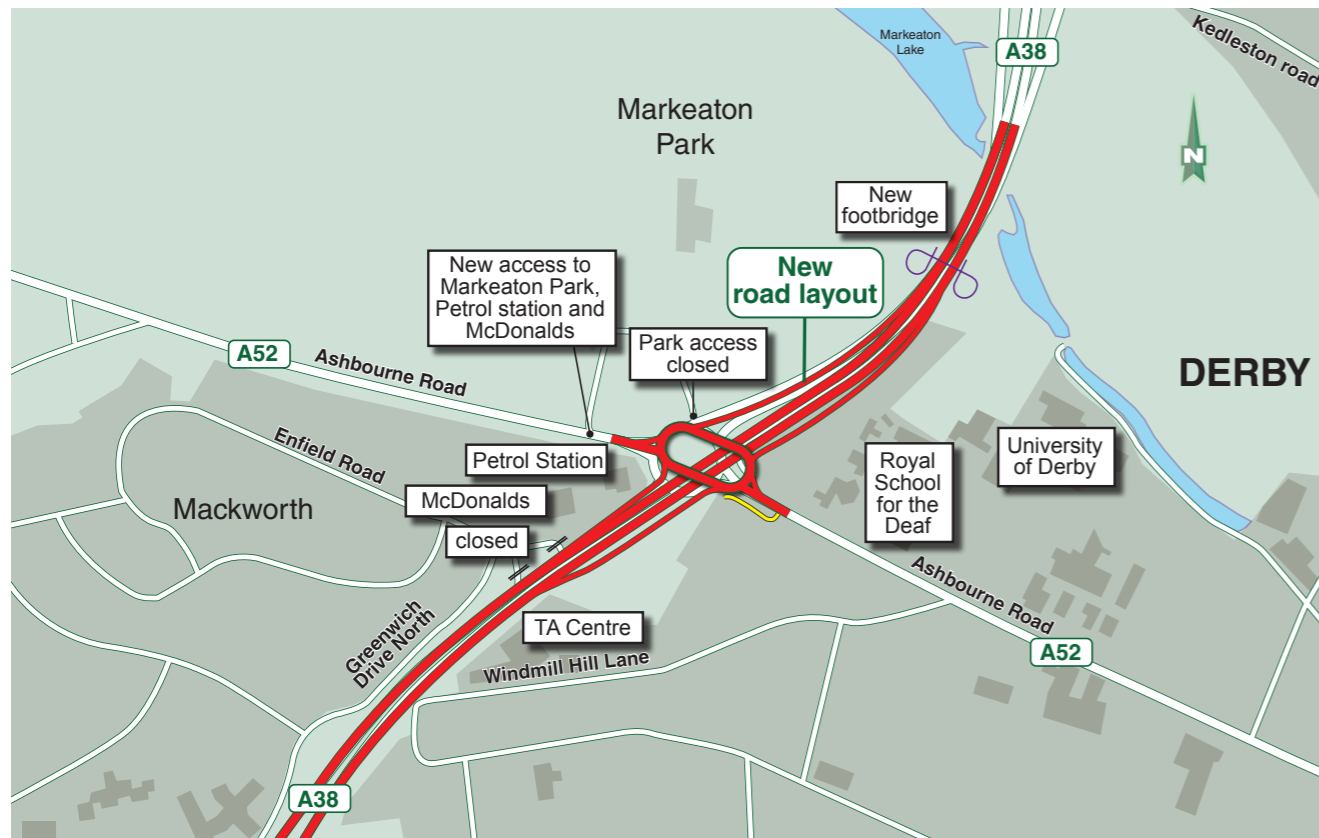 Markeaton
Lake
A38
Kedleston road
Markeaton
Park
N
New
footbridge
New access to
Markeaton Park,
Petrol station and
McDonalds
New
road layout
Park access
closed
A52
Ashbourne Road
DERBY
Enfield Road
Petrol Station
Royal
School
for the
Deaf
University
of Derby
Mackworth
McDonalds
closed
Greenwich
Drive North
TA Centre
Ashbourne Road
Windmill Hill Lane
A52
A38